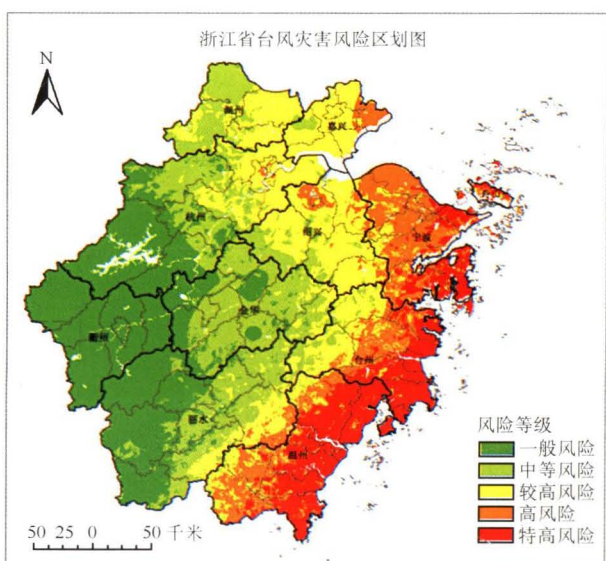 浙江省台风灾害风险区划图
N
湖州
嘉兴
杭州
绍兴
宁波
金华
衢州
台州
丽水
温州
风险等级
一般风险
中等风险
较高风险
高风险
特高风险
50 25 0 50 千米